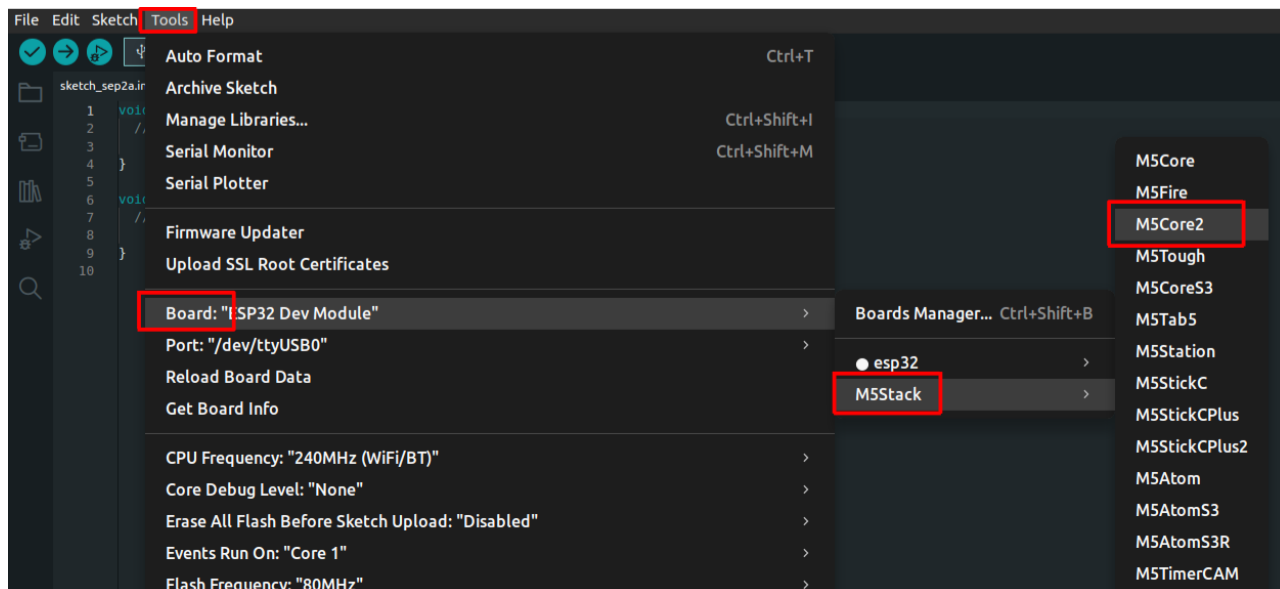 File Edit Sketch Tools Help
sketch_sep2a.in
1 void
2 //
3
4 }
5
6 void
7 //
8
9 }
10
Auto Format Ctrl+T
Archive Sketch
Manage Libraries... Ctrl+Shift+I
Serial Monitor Ctrl+Shift+M
Serial Plotter
Firmware Updater
Upload SSL Root Certificates
Board: "ESP32 Dev Module"
Port: "/dev/ttyUSB0"
Reload Board Data
Get Board Info
CPU Frequency: "240MHz (WiFi/BT)"
Core Debug Level: "None"
Erase All Flash Before Sketch Upload: "Disabled"
Events Run On: "Core 1"
Flash Frequency: "80MHz"
Boards Manager... Ctrl+Shift+B
esp32
M5Stack
M5Core
M5Fire
M5Core2
M5Tough
M5CoreS3
M5Tab5
M5Station
M5StickC
M5StickCPlus
M5StickCPlus2
M5Atom
M5AtomS3
M5AtomS3R
M5TimerCAM